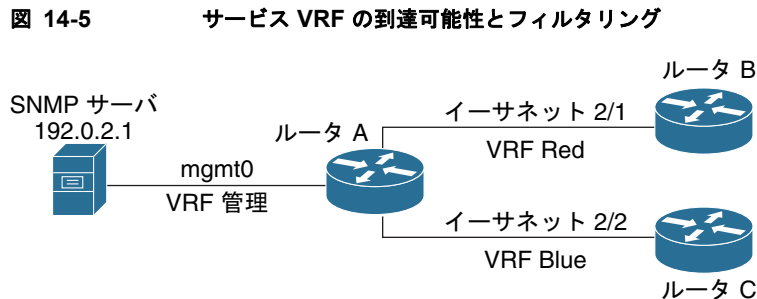 図 14-5 サービス VRF の到達可能性とフィルタリング
ルータ B
SNMP サーバ
192.0.2.1
ルータ A
イーサネット 2/1
VRF Red
mgmt0
VRF 管理
イーサネット 2/2
VRF Blue
ルータ C